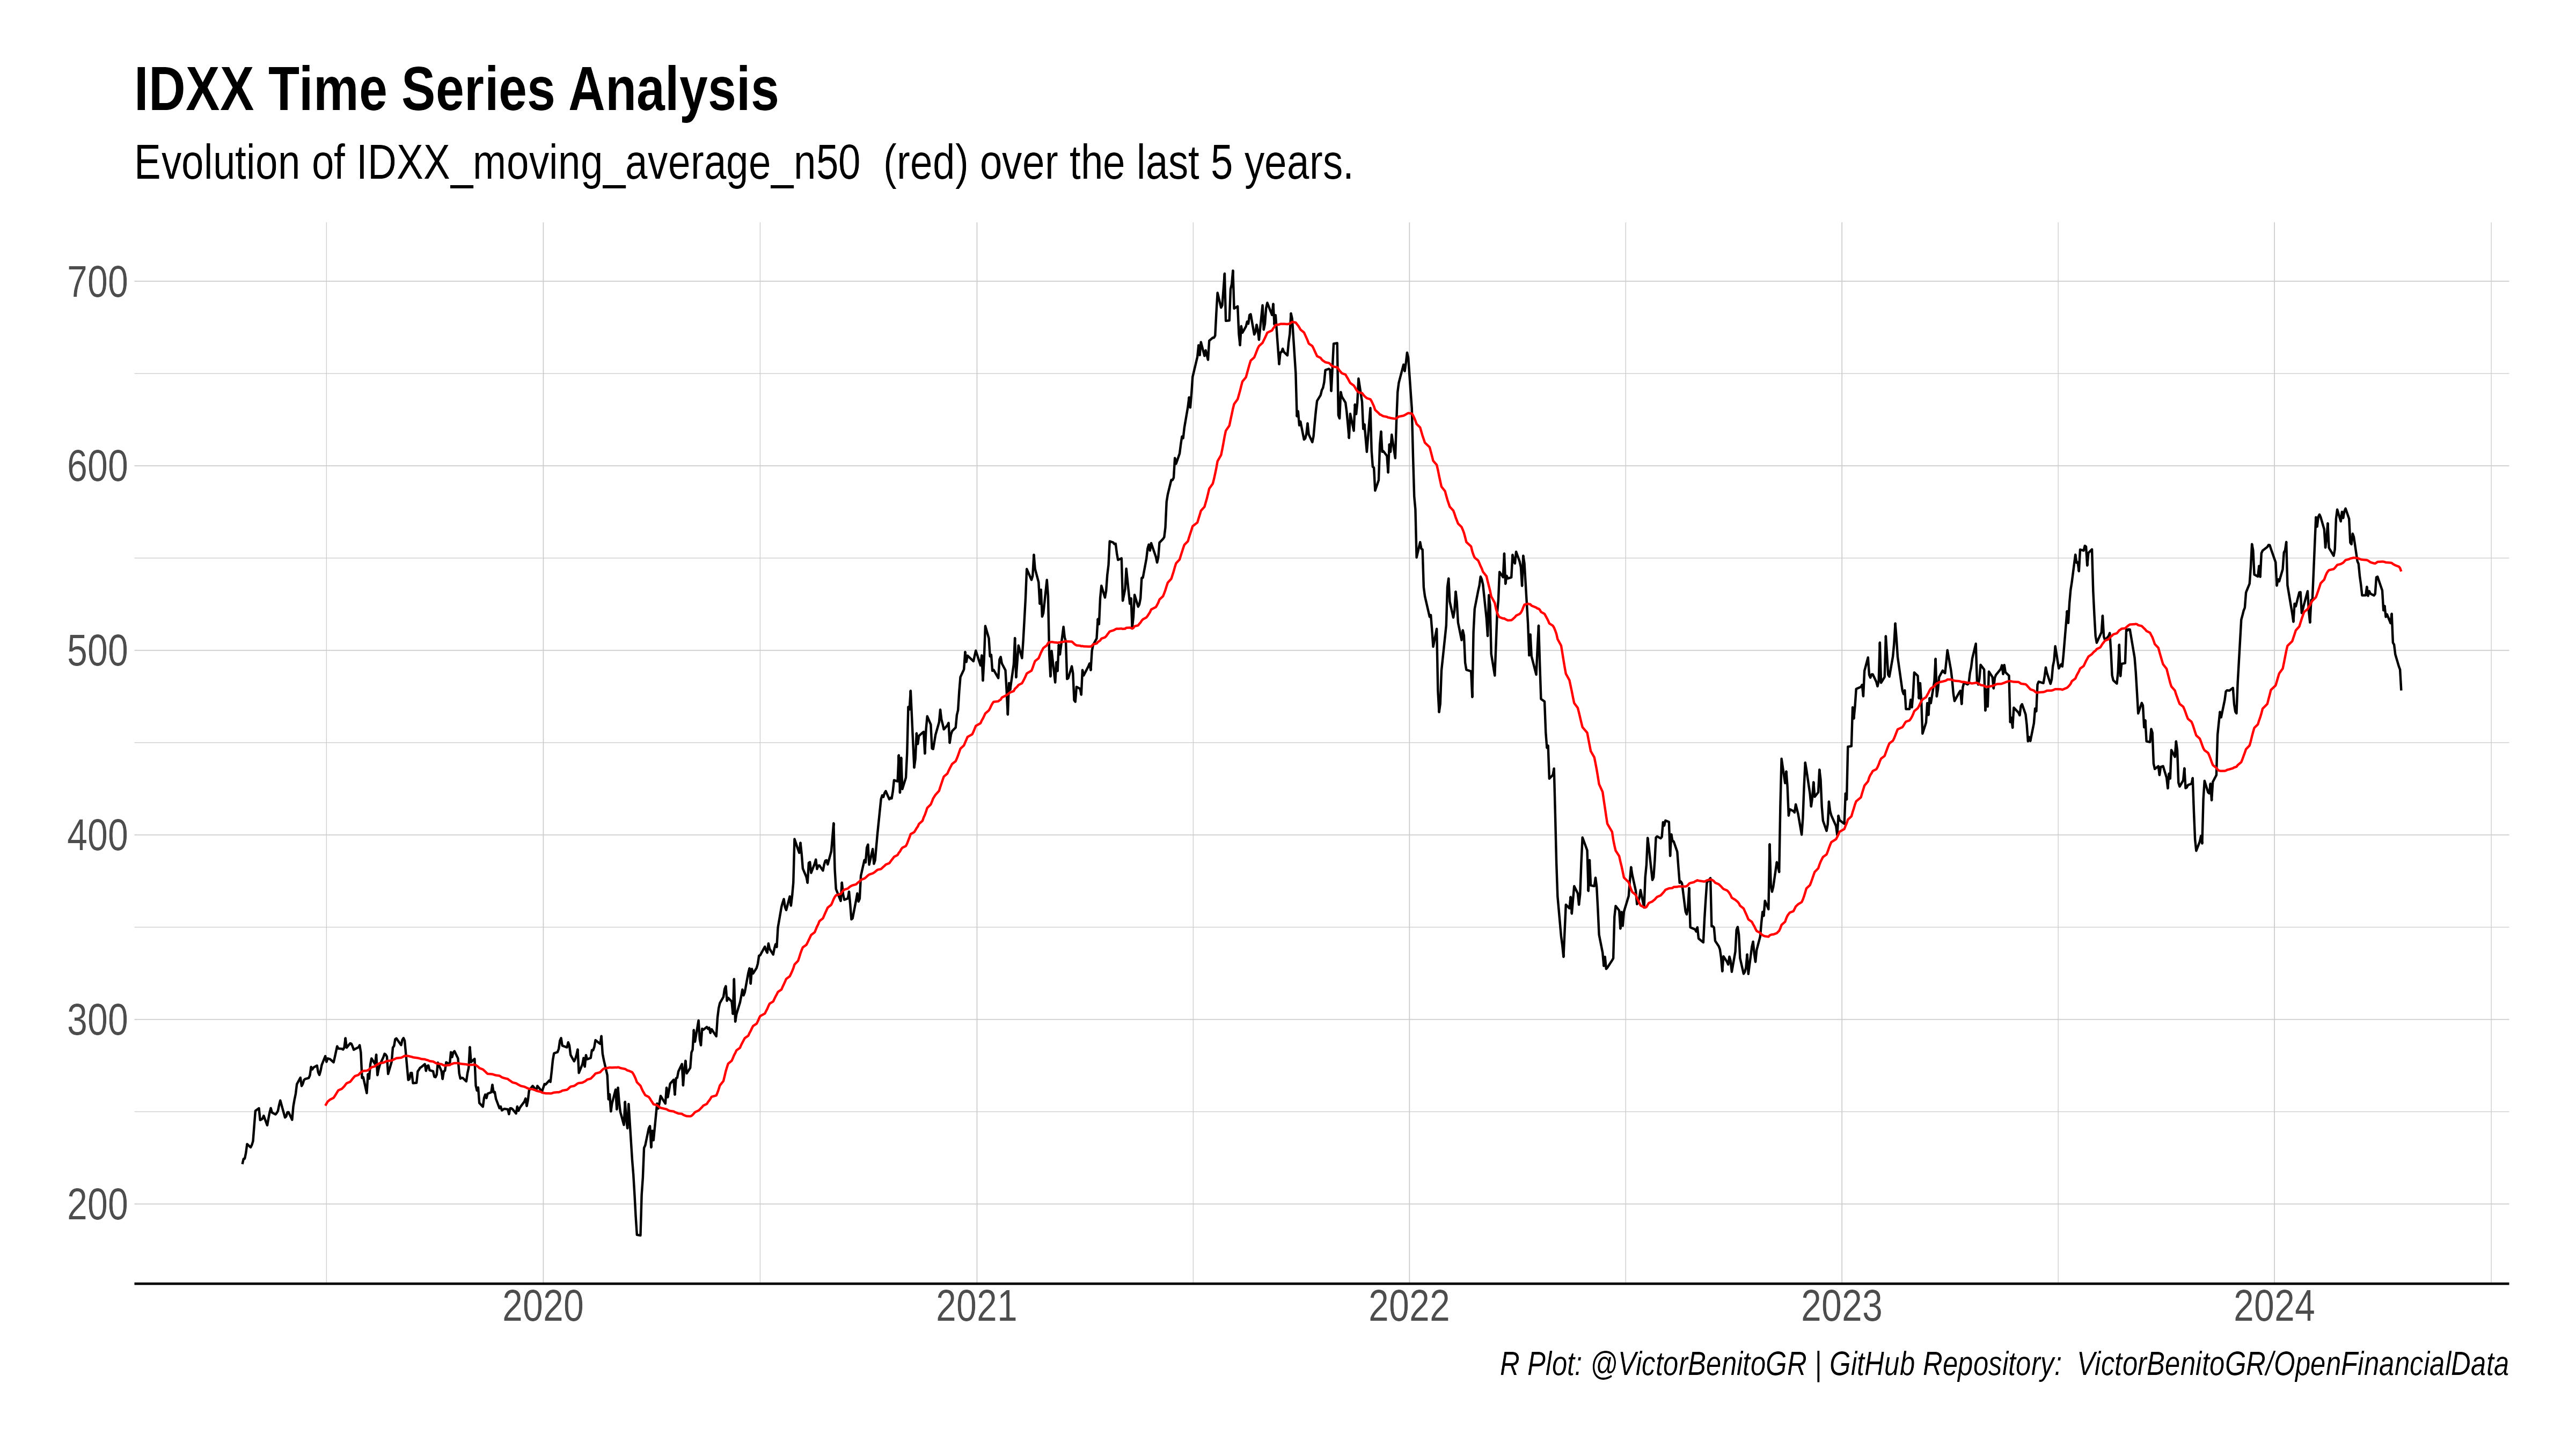 IDXX Time Series Analysis
Evolution of IDXX_moving_average_n50  (red) over the last 5 years.
700
600
500
400
300
200
2020 2021 2022 2023 2024
R Plot: @VictorBenitoGR | GitHub Repository:  VictorBenitoGR/OpenFinancialData